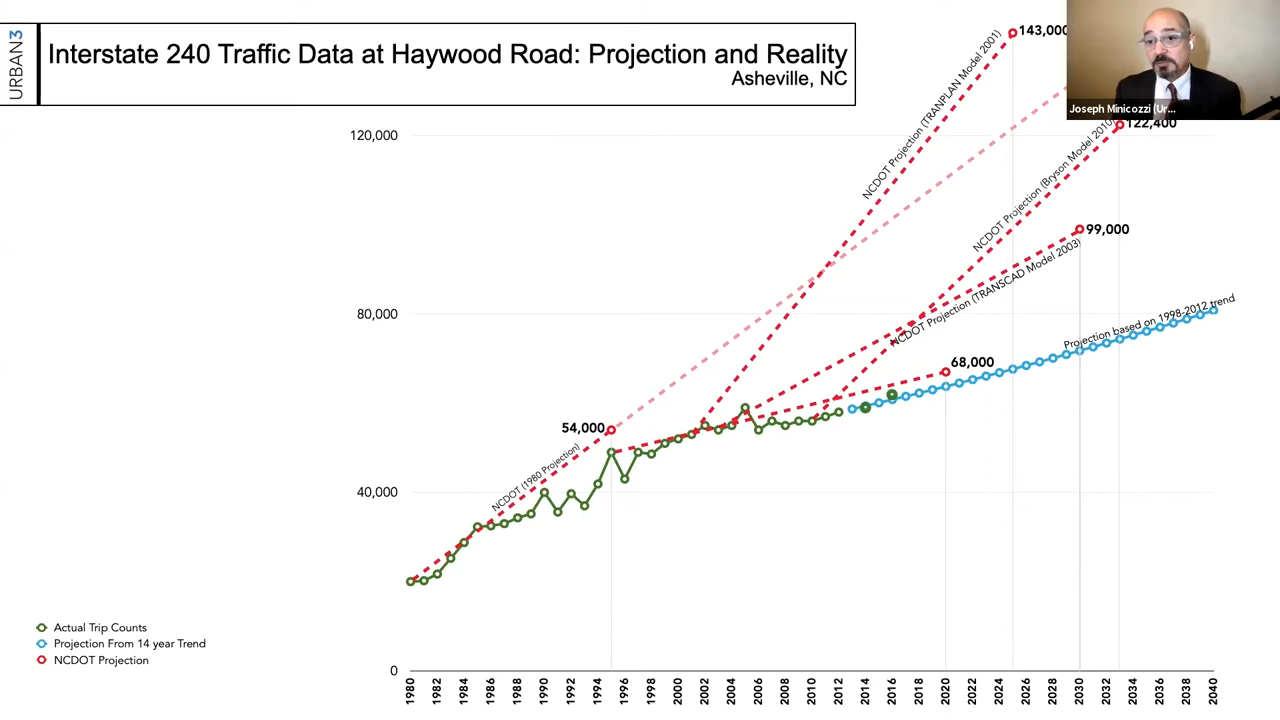 URBAN3
Interstate 240 Traffic Data at Haywood Road: Projection and Reality
Asheville, NC
143,000
Joseph Minicozzi (Ur...
122,400
120,000
NCDOT Projection (TRANPLAN Model 2001)
NCDOT Projection (Bryson Model 2010)
99,000
NCDOT Projection (TRANSCAD Model 2003)
80,000
Projection based on 1998-2012 trend
68,000
54,000
NCDOT (1980 Projection)
40,000
0
Actual Trip Counts
Projection From 14 year Trend
NCDOT Projection
1980 1982 1984 1986 1988 1990 1992 1994 1996 1998 2000 2002 2004 2006 2008 2010 2012 2014 2016 2018 2020 2022 2024 2026 2028 2030 2032 2034 2036 2038 2040